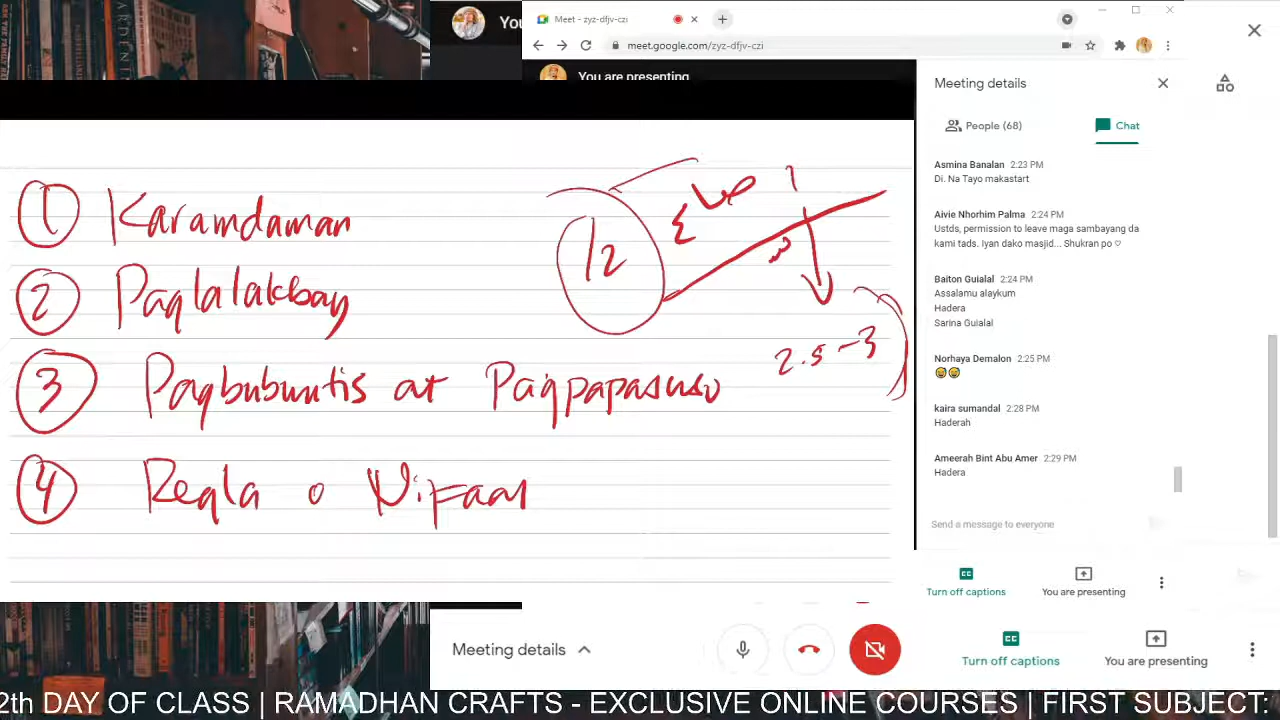 You
Meet - zyz-dfjv-czi
meet.google.com/zyz-dfjv-czi
You are presenting
Meeting details
People (68)
Chat
Asmina Banalan 2:23 PM
Di. Na Tayo makastart
Aivie Nhorhim Palma 2:24 PM
Ustds, permission to leave maga sambayang da
kami tads. Iyan dako masjid... Shukran po ♡
Baiton Guialal 2:24 PM
Assalamu alaykum
Hadera
Sarina Guialal
Norhaya Demalon 2:25 PM
😅😅
kaira sumandal 2:28 PM
Haderah
Ameerah Bint Abu Amer 2:29 PM
Hadera
Send a message to everyone
Turn off captions
You are presenting
① Karamdaman
② Paglalakbay
③ Pagbubuntis at Pagpapasuso
④ Regla o Nifaas
12
2.5-3
Meeting details
Turn off captions
You are presenting
2th DAY OF CLASS | RAMADHAN CRAFTS - EXCLUSIVE ONLINE COURSES | FIRST SUBJECT: